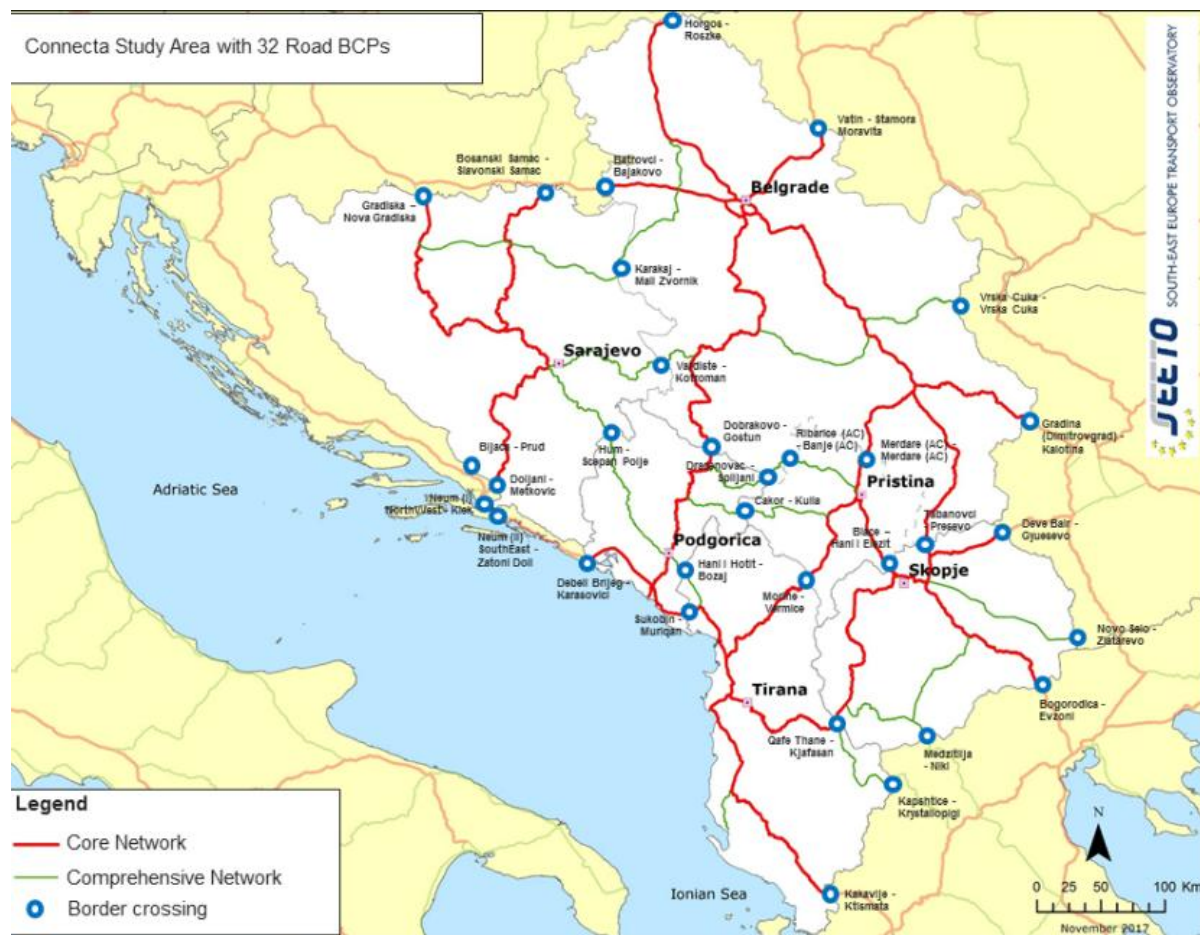 Connecta Study Area with 32 Road BCPs
SOUTH-EAST EUROPE TRANSPORT OBSERVATORY
SEETO
Horgos -
Roszke
Vatin - Stamora
Moravita
Bosanski Samac -
Slavonski Samac
Batrovci -
Bajakovo
Belgrade
Gradiska -
Nova Gradiska
Karakaj -
Mali Zvornik
Vrska Cuka -
Vrska Cuka
Sarajevo
Vardiste -
Kotroman
Hum -
Scepan Polje
Dobrakovo -
Gostun
Ribarice (AC)
- Banje (AC)
Merdare (AC) -
Merdare (AC)
Gradina
(Dimitrovgrad) -
Kalotina
Bijaca - Prud
Dracenovac -
Spiljani
Doljani -
Metkovic
Pristina
Adriatic Sea
Neum (I)
NorthWest - Klek
Cakor - Kulla
Tabanovci
- Presevo
Deve Bair -
Gjuesevo
Neum (II) -
SouthEast -
Zatoni Doli
Blace -
Hani I Elezit
Podgorica
Debeli Brijeg -
Karasovici
Hani I Hotit -
Bozaj
Skopje
Morine -
Vermice
Sukobin -
Muriqan
Novo Selo -
Zlatarevo
Tirana
Bogorodica -
Evzoni
Qafe Thane -
Kjafasan
Medzitlija
- Niki
Kapshtice -
Krystallopigi
Legend
Core Network
Comprehensive Network
Border crossing
Ionian Sea
Kakavije -
Ktismata
N
0 25 50 100 Km
November 2017